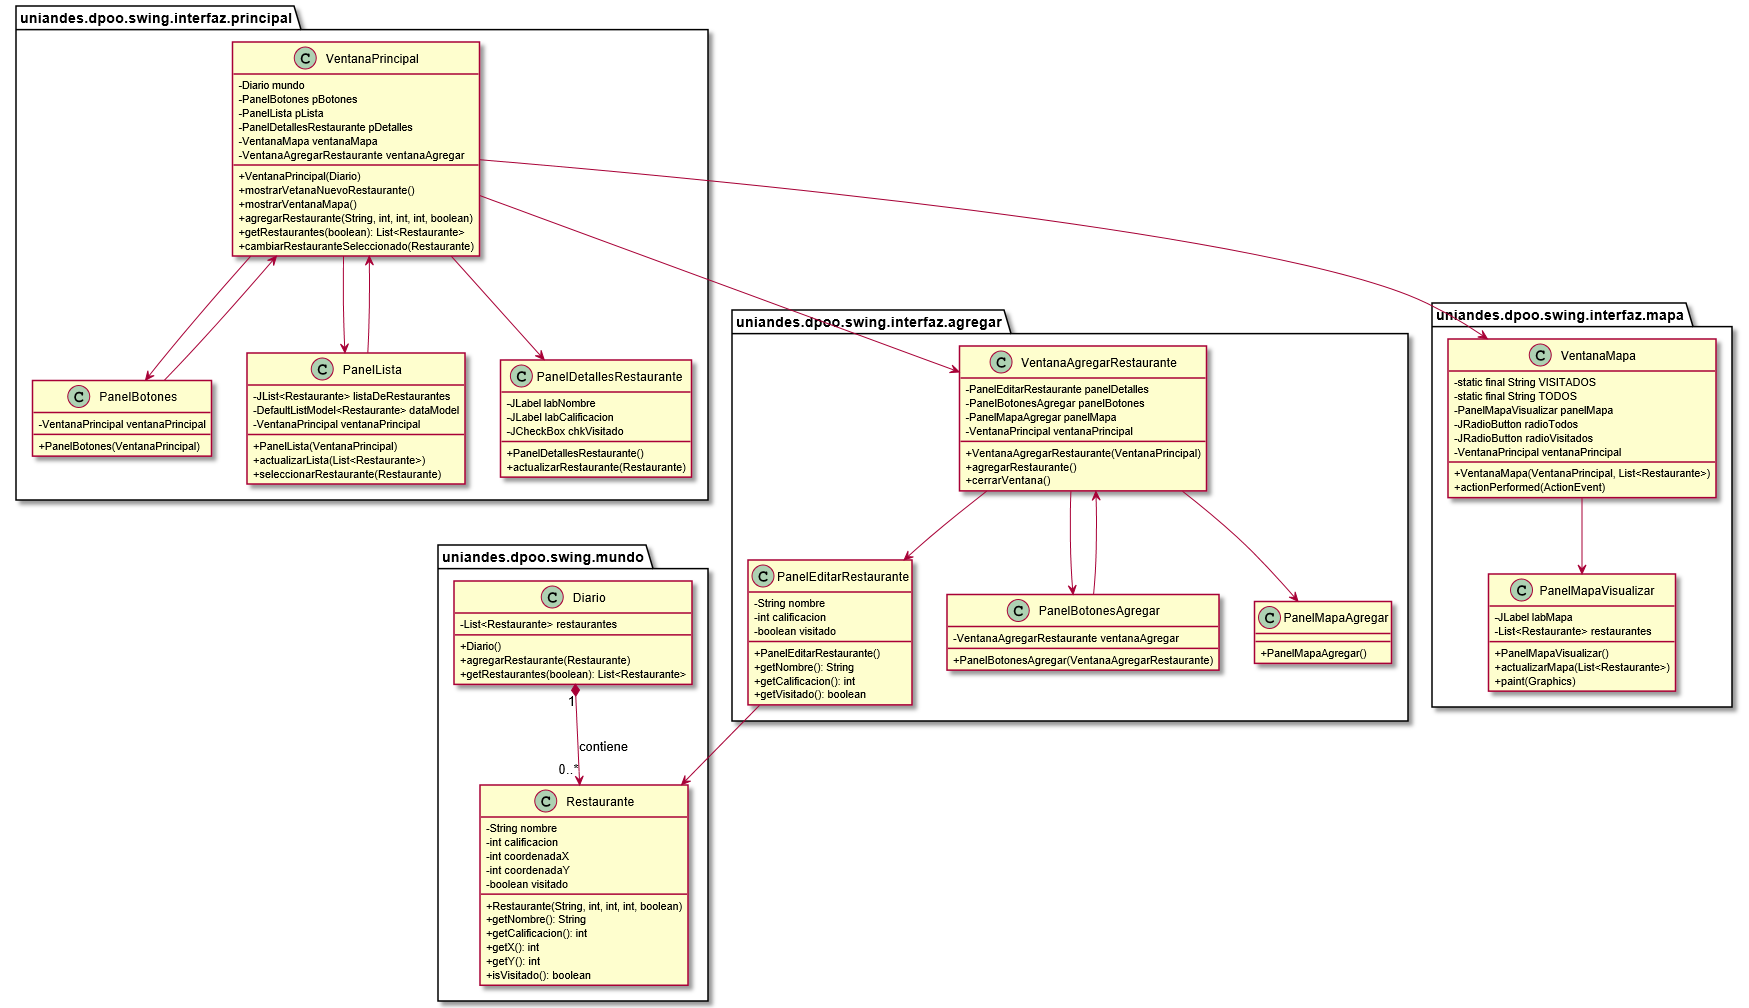 uniandes.dpoo.swing.interfaz.principal
C VentanaPrincipal
-Diario mundo
-PanelBotones pBotones
-PanelLista pLista
-PanelDetallesRestaurante pDetalles
-VentanaMapa ventanaMapa
-VentanaAgregarRestaurante ventanaAgregar
+VentanaPrincipal(Diario)
+mostrarVetanaNuevoRestaurante()
+mostrarVentanaMapa()
+agregarRestaurante(String, int, int, int, boolean)
+getRestaurantes(boolean): List<Restaurante>
+cambiarRestauranteSeleccionado(Restaurante)
C PanelBotones
-VentanaPrincipal ventanaPrincipal
+PanelBotones(VentanaPrincipal)
C PanelLista
-JList<Restaurante> listaDeRestaurantes
-DefaultListModel<Restaurante> dataModel
-VentanaPrincipal ventanaPrincipal
+PanelLista(VentanaPrincipal)
+actualizarLista(List<Restaurante>)
+seleccionarRestaurante(Restaurante)
C PanelDetallesRestaurante
-JLabel labNombre
-JLabel labCalificacion
-JCheckBox chkVisitado
+PanelDetallesRestaurante()
+actualizarRestaurante(Restaurante)
uniandes.dpoo.swing.interfaz.agregar
C VentanaAgregarRestaurante
-PanelEditarRestaurante panelDetalles
-PanelBotonesAgregar panelBotones
-PanelMapaAgregar panelMapa
-VentanaPrincipal ventanaPrincipal
+VentanaAgregarRestaurante(VentanaPrincipal)
+agregarRestaurante()
+cerrarVentana()
C PanelEditarRestaurante
-String nombre
-int calificacion
-boolean visitado
+PanelEditarRestaurante()
+getNombre(): String
+getCalificacion(): int
+getVisitado(): boolean
C PanelBotonesAgregar
-VentanaAgregarRestaurante ventanaAgregar
+PanelBotonesAgregar(VentanaAgregarRestaurante)
C PanelMapaAgregar
+PanelMapaAgregar()
uniandes.dpoo.swing.interfaz.mapa
C VentanaMapa
-static final String VISITADOS
-static final String TODOS
-PanelMapaVisualizar panelMapa
-JRadioButton radioTodos
-JRadioButton radioVisitados
-VentanaPrincipal ventanaPrincipal
+VentanaMapa(VentanaPrincipal, List<Restaurante>)
+actionPerformed(ActionEvent)
C PanelMapaVisualizar
-JLabel labMapa
-List<Restaurante> restaurantes
+PanelMapaVisualizar()
+actualizarMapa(List<Restaurante>)
+paint(Graphics)
uniandes.dpoo.swing.mundo
C Diario
-List<Restaurante> restaurantes
+Diario()
+agregarRestaurante(Restaurante)
+getRestaurantes(boolean): List<Restaurante>
1
contiene
0..*
C Restaurante
-String nombre
-int calificacion
-int coordenadaX
-int coordenadaY
-boolean visitado
+Restaurante(String, int, int, int, boolean)
+getNombre(): String
+getCalificacion(): int
+getX(): int
+getY(): int
+isVisitado(): boolean